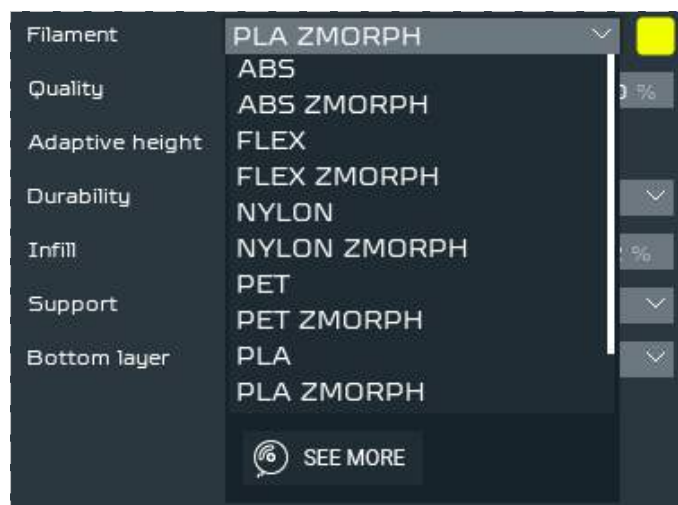 Filament PLA ZMORPH
ABS
Quality %
ABS ZMORPH
Adaptive height FLEX
FLEX ZMORPH
Durability
NYLON
Infill NYLON ZMORPH %
PET
Support
PET ZMORPH
Bottom layer PLA
PLA ZMORPH
SEE MORE